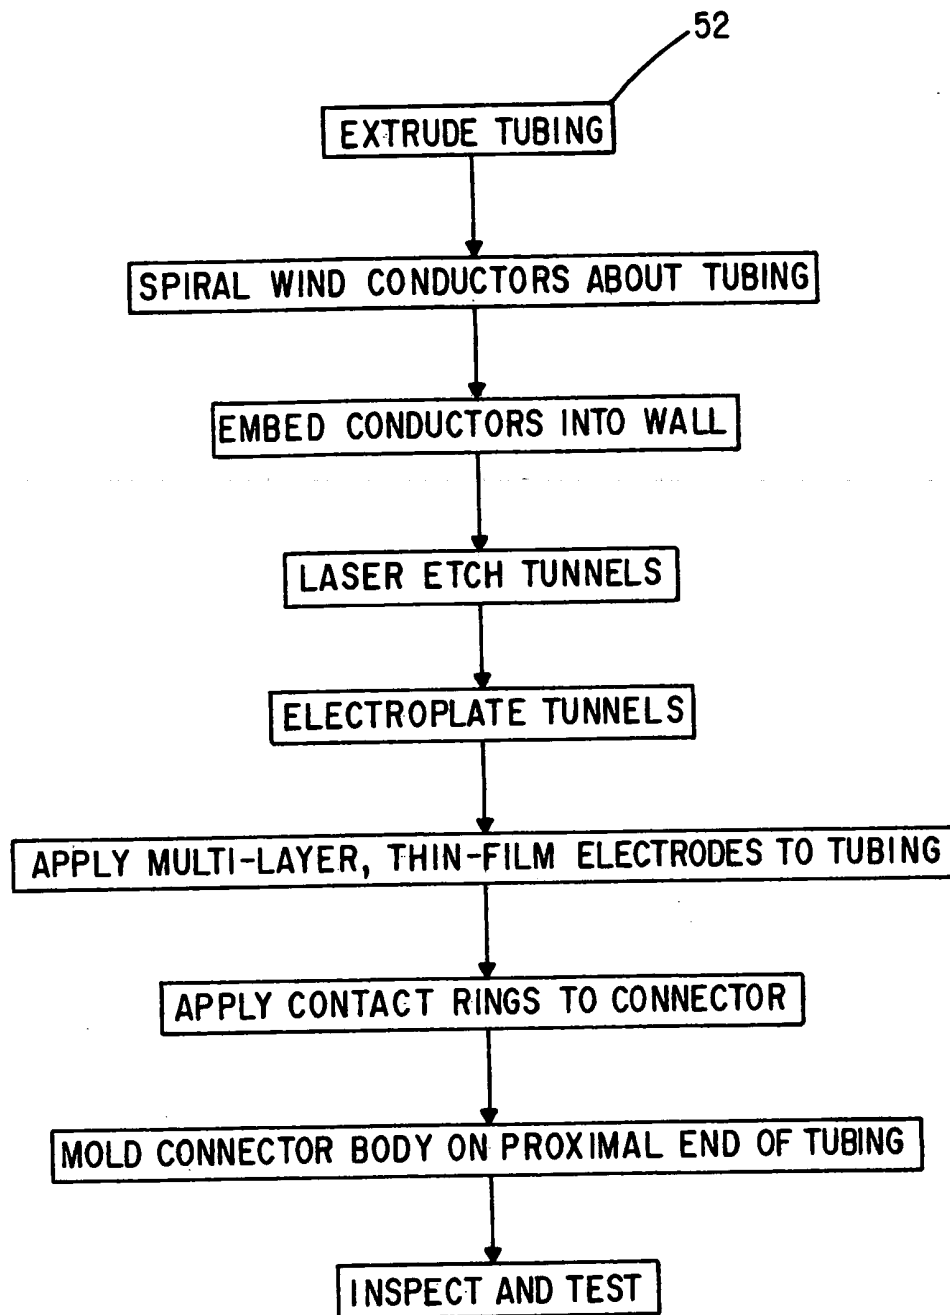 52
EXTRUDE TUBING
SPIRAL WIND CONDUCTORS ABOUT TUBING
EMBED CONDUCTORS INTO WALL
LASER ETCH TUNNELS
ELECTROPLATE TUNNELS
APPLY MULTI-LAYER, THIN-FILM ELECTRODES TO TUBING
APPLY CONTACT RINGS TO CONNECTOR
MOLD CONNECTOR BODY ON PROXIMAL END OF TUBING
INSPECT AND TEST